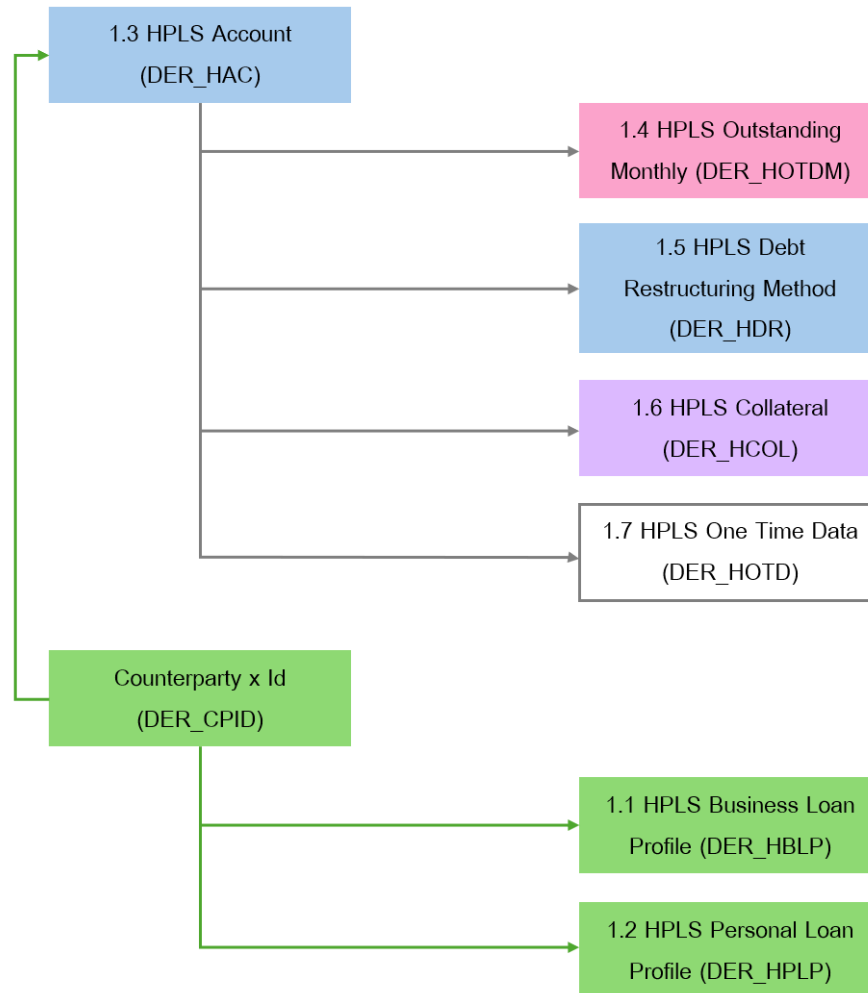 1.3 HPLS Account
(DER_HAC)
1.4 HPLS Outstanding
Monthly (DER_HOTDM)
1.5 HPLS Debt
Restructuring Method
(DER_HDR)
1.6 HPLS Collateral
(DER_HCOL)
1.7 HPLS One Time Data
(DER_HOTD)
Counterparty x Id
(DER_CPID)
1.1 HPLS Business Loan
Profile (DER_HBLP)
1.2 HPLS Personal Loan
Profile (DER_HPLP)